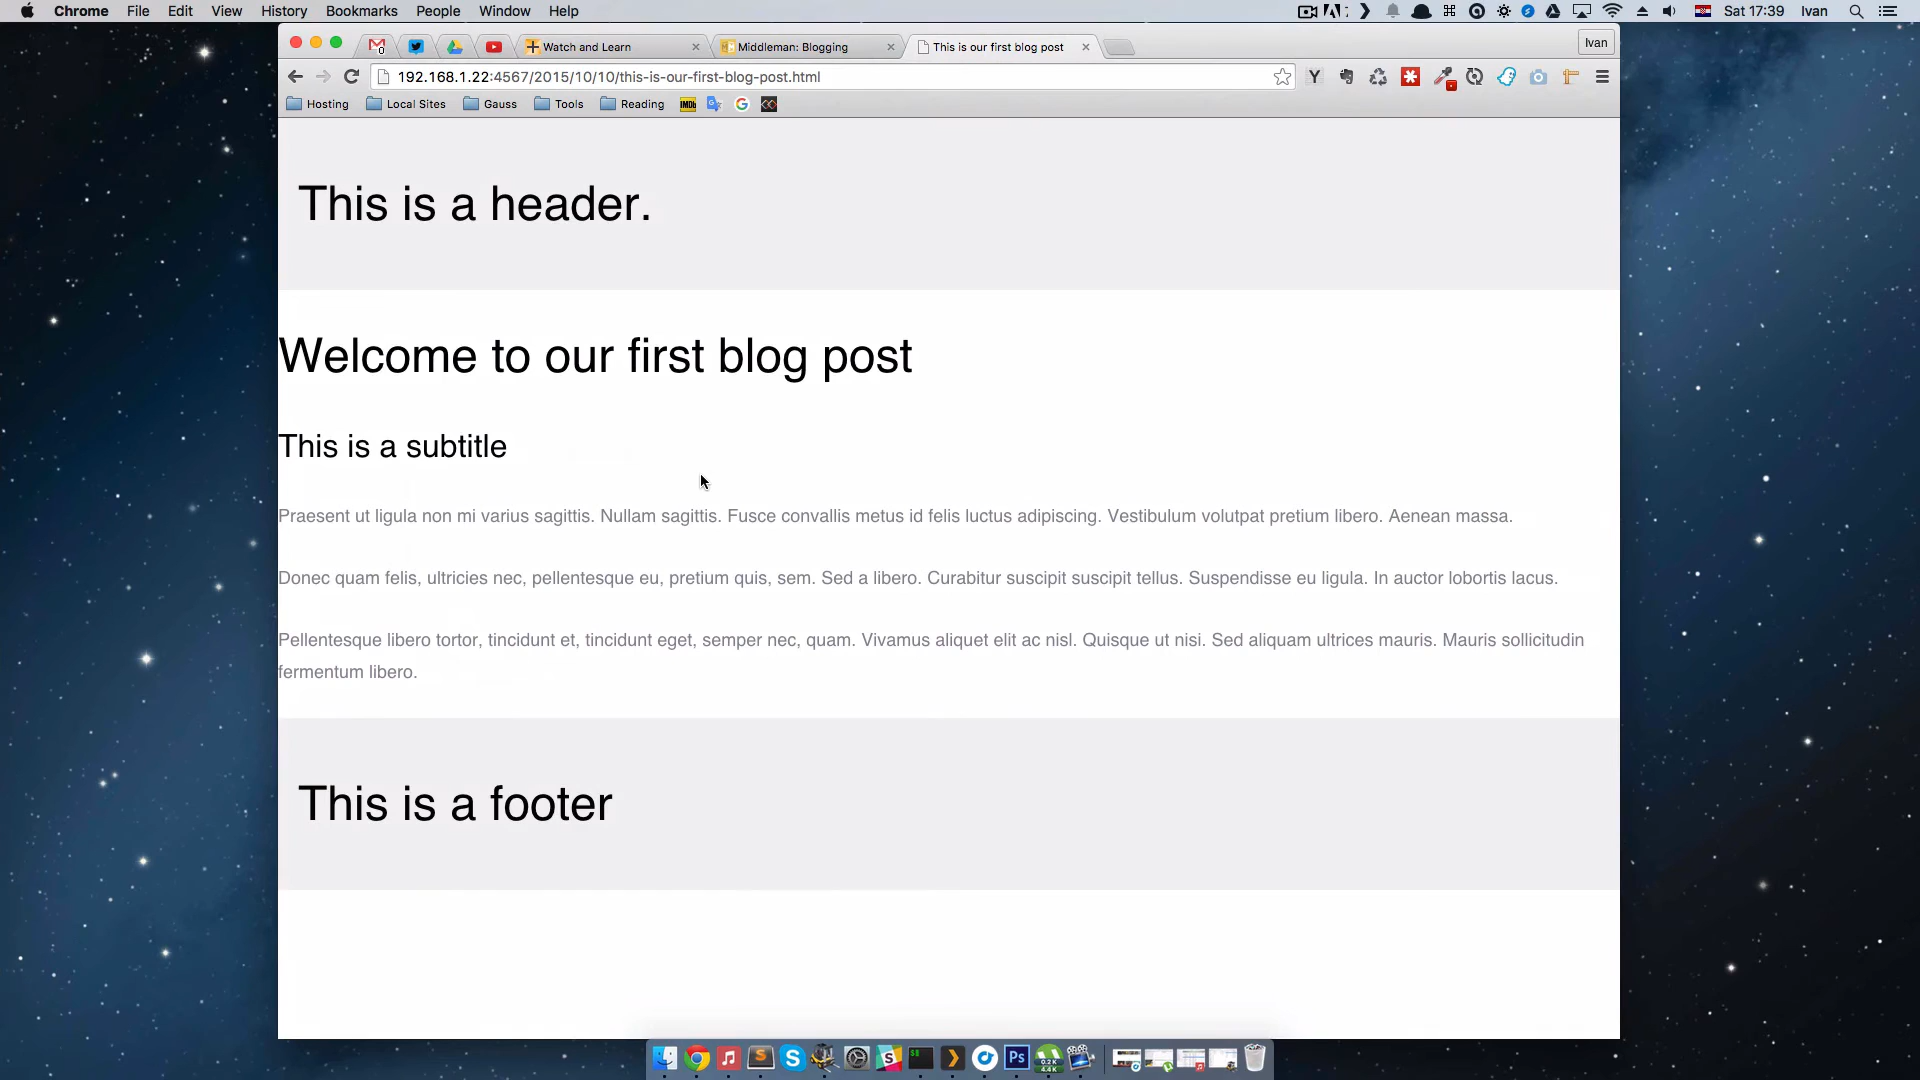 Chrome File Edit View History Bookmarks People Window Help Sat 17:39 Ivan
Watch and Learn Middleman: Blogging This is our first blog post Ivan
192.168.1.22:4567/2015/10/10/this-is-our-first-blog-post.html
Hosting Local Sites Gauss Tools Reading IMDb
This is a header.
Welcome to our first blog post
This is a subtitle
Praesent ut ligula non mi varius sagittis. Nullam sagittis. Fusce convallis metus id felis luctus adipiscing. Vestibulum volutpat pretium libero. Aenean massa.
Donec quam felis, ultricies nec, pellentesque eu, pretium quis, sem. Sed a libero. Curabitur suscipit suscipit tellus. Suspendisse eu ligula. In auctor lobortis lacus.
Pellentesque libero tortor, tincidunt et, tincidunt eget, semper nec, quam. Vivamus aliquet elit ac nisl. Quisque ut nisi. Sed aliquam ultrices mauris. Mauris sollicitudin
fermentum libero.
This is a footer
Ps